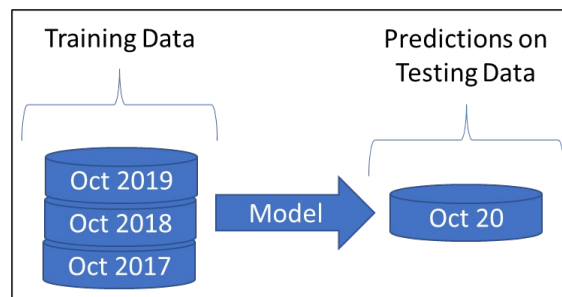 Training Data
Predictions on
Testing Data
Oct 2019
Oct 2018
Oct 2017
Model
Oct 20